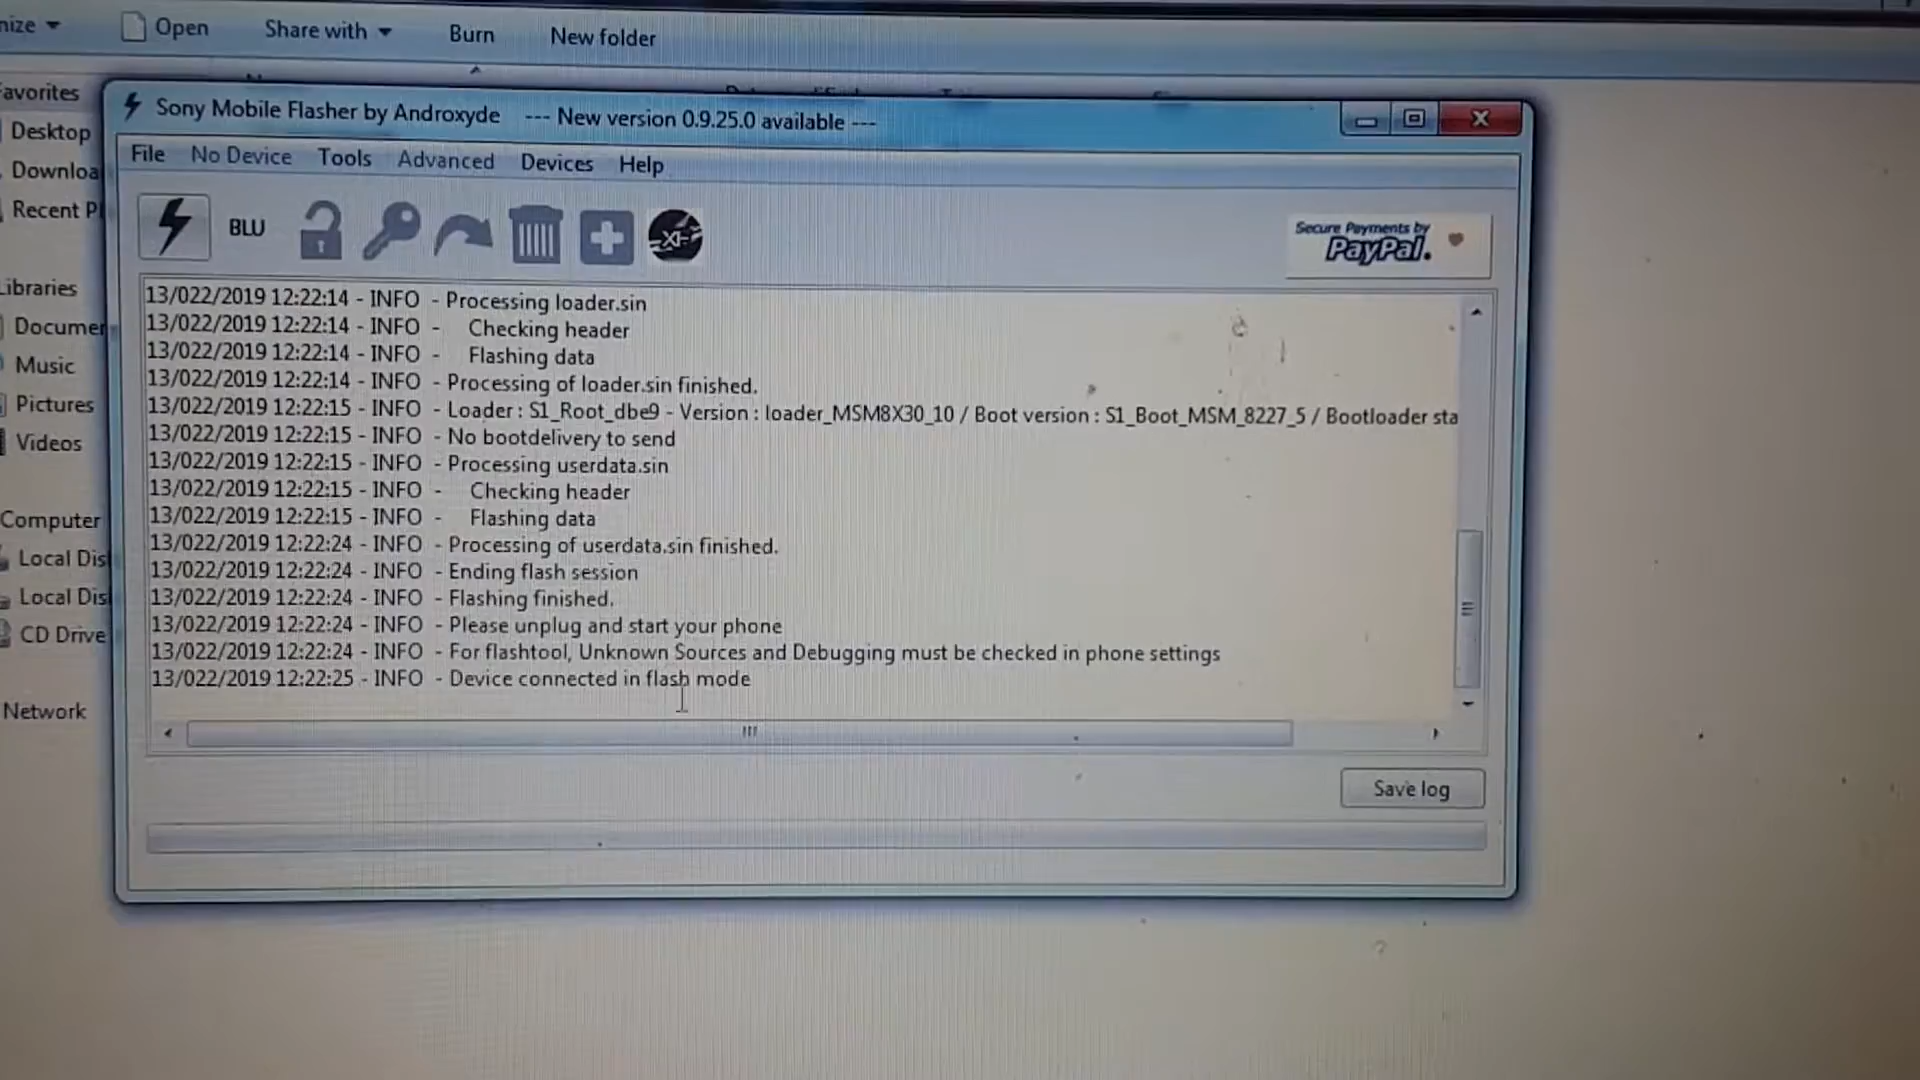 nize
Open
Share with
Burn
New folder
avorites
Desktop
Downloa
Recent P
Libraries
Documer
Music
Pictures
Videos
Computer
Local Dis
Local Dis
CD Drive
Network
Sony Mobile Flasher by Androxyde --- New version 0.9.25.0 available ---
File No Device Tools Advanced Devices Help
BLU
XF
Secure Payments by
PayPal.
13/022/2019 12:22:14 - INFO - Processing loader.sin
13/022/2019 12:22:14 - INFO - Checking header
13/022/2019 12:22:14 - INFO - Flashing data
13/022/2019 12:22:14 - INFO - Processing of loader.sin finished.
13/022/2019 12:22:15 - INFO - Loader : S1_Root_dbe9 - Version : loader_MSM8X30_10 / Boot version : S1_Boot_MSM_8227_5 / Bootloader sta
13/022/2019 12:22:15 - INFO - No bootdelivery to send
13/022/2019 12:22:15 - INFO - Processing userdata.sin
13/022/2019 12:22:15 - INFO - Checking header
13/022/2019 12:22:15 - INFO - Flashing data
13/022/2019 12:22:24 - INFO - Processing of userdata.sin finished.
13/022/2019 12:22:24 - INFO - Ending flash session
13/022/2019 12:22:24 - INFO - Flashing finished.
13/022/2019 12:22:24 - INFO - Please unplug and start your phone
13/022/2019 12:22:24 - INFO - For flashtool, Unknown Sources and Debugging must be checked in phone settings
13/022/2019 12:22:25 - INFO - Device connected in flash mode
Save log